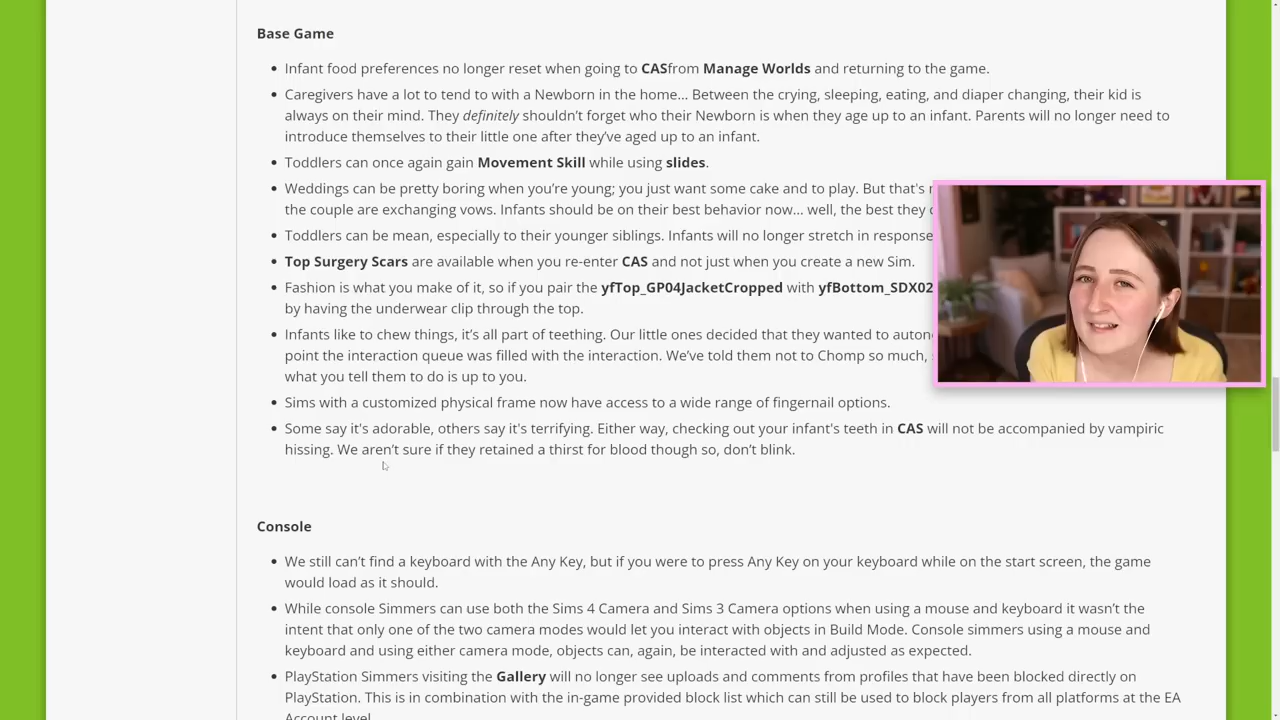 Base Game
• Infant food preferences no longer reset when going to CASfrom Manage Worlds and returning to the game.
• Caregivers have a lot to tend to with a Newborn in the home… Between the crying, sleeping, eating, and diaper changing, their kid is
always on their mind. They definitely shouldn’t forget who their Newborn is when they age up to an infant. Parents will no longer need to
introduce themselves to their little one after they’ve aged up to an infant.
• Toddlers can once again gain Movement Skill while using slides.
• Weddings can be pretty boring when you’re young; you just want some cake and to play. But that's
the couple are exchanging vows. Infants should be on their best behavior now… well, the best they
• Toddlers can be mean, especially to their younger siblings. Infants will no longer stretch in response
• Top Surgery Scars are available when you re-enter CAS and not just when you create a new Sim.
• Fashion is what you make of it, so if you pair the yfTop_GP04JacketCropped with yfBottom_SDX02
by having the underwear clip through the top.
• Infants like to chew things, it’s all part of teething. Our little ones decided that they wanted to
point the interaction queue was filled with the interaction. We’ve told them not to Chomp so much,
what you tell them to do is up to you.
• Sims with a customized physical frame now have access to a wide range of fingernail options.
• Some say it's adorable, others say it's terrifying. Either way, checking out your infant's teeth in CAS will not be accompanied by vampiric
hissing. We aren’t sure if they retained a thirst for blood though so, don’t blink.
Console
• We still can’t find a keyboard with the Any Key, but if you were to press Any Key on your keyboard while on the start screen, the game
would load as it should.
• While console Simmers can use both the Sims 4 Camera and Sims 3 Camera options when using a mouse and keyboard it wasn’t the
intent that only one of the two camera modes would let you interact with objects in Build Mode. Console simmers using a mouse and
keyboard and using either camera mode, objects can, again, be interacted with and adjusted as expected.
• PlayStation Simmers visiting the Gallery will no longer see uploads and comments from profiles that have been blocked directly on
PlayStation. This is in combination with the in-game provided block list which can still be used to block players from all platforms at the EA
Account level.